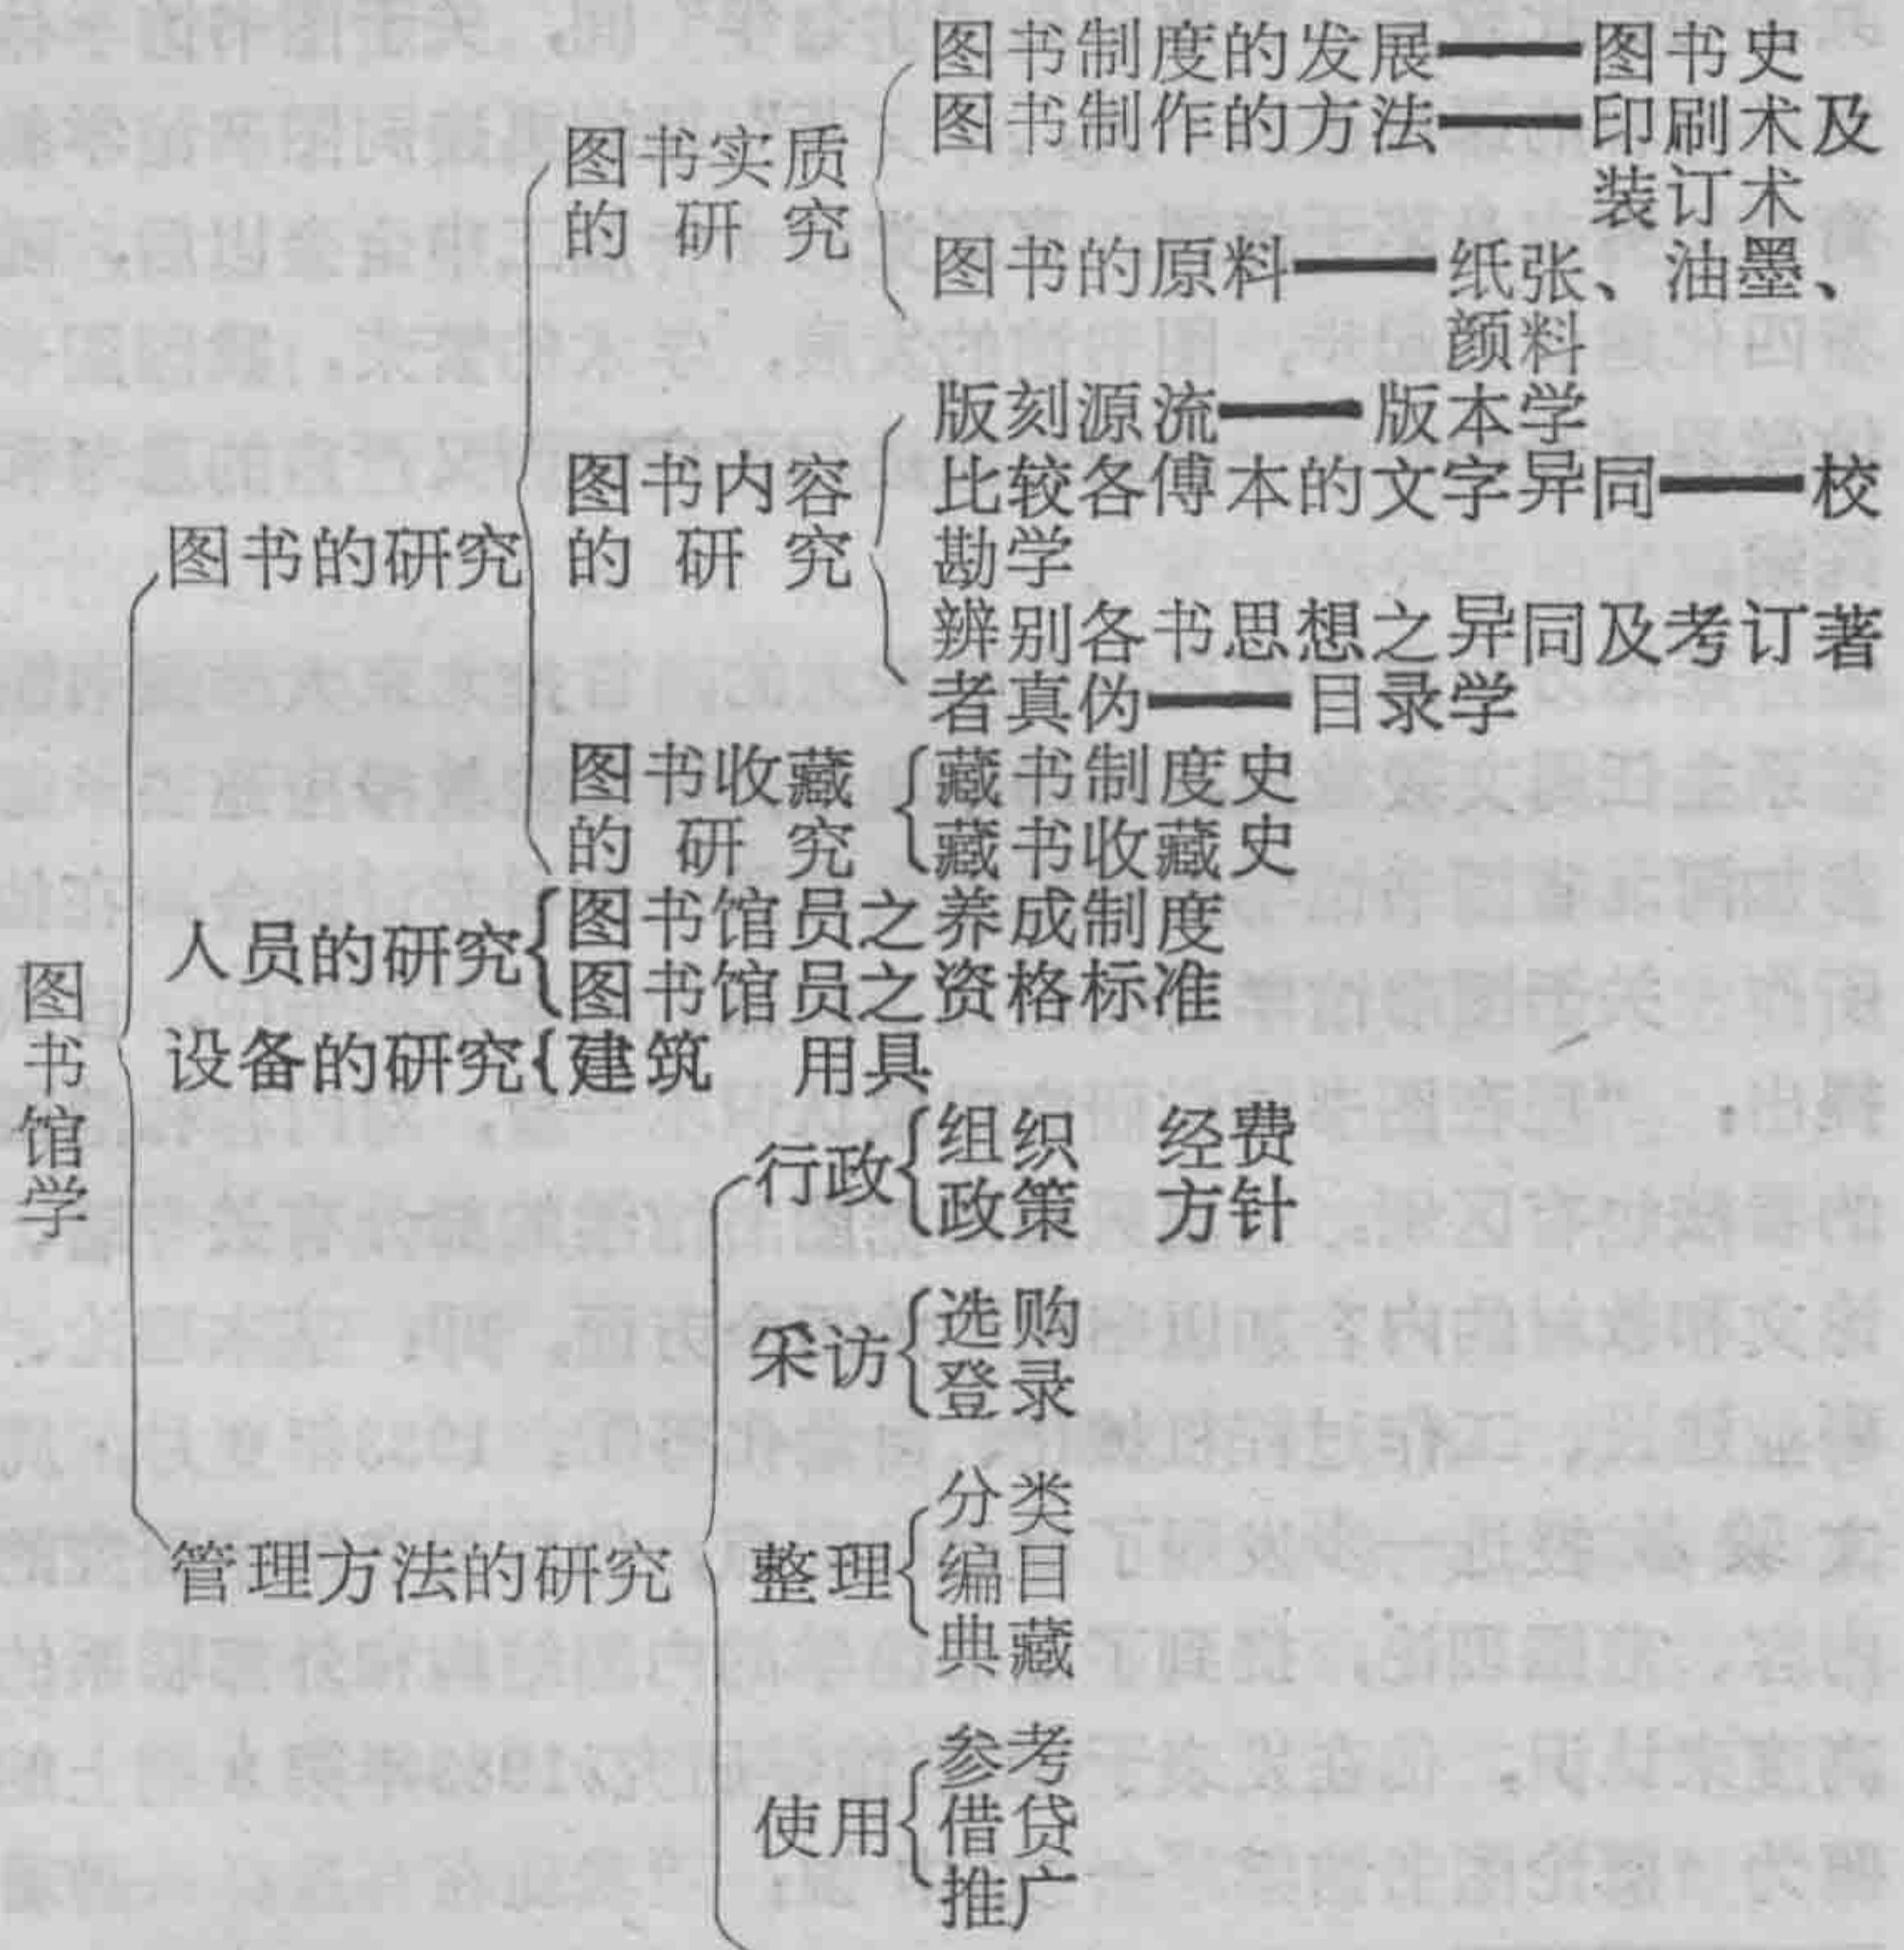 图书馆学
图书的研究
图书实质
的研究
图书制度的发展——图书史
图书制作的方法——印刷术及
装订术
图书的原料——纸张、油墨、
颜料
图书内容
的研究
版刻源流——版本学
比较各傅本的文字异同——校
勘学
辨别各书思想之异同及考订著
者真伪——目录学
图书收藏
的研究
藏书制度史
藏书收藏史
人员的研究
图书馆员之养成制度
图书馆员之资格标准
设备的研究
建筑 用具
管理方法的研究
行政
组织 经费
政策 方针
采访
选购
登录
整理
分类
编目
典藏
使用
参考
借贷
推广